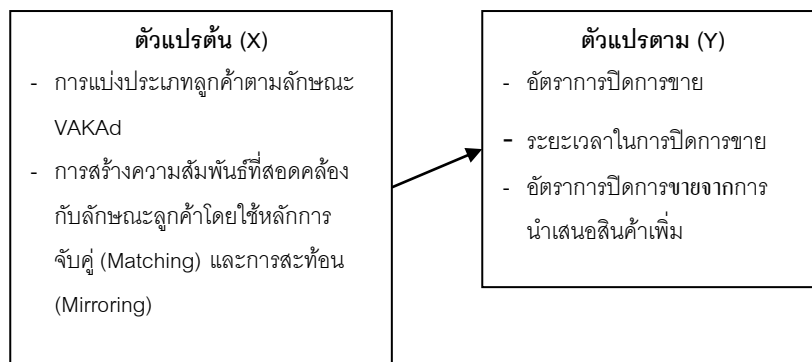 ตัวแปรต้น (X)
- การแบ่งประเภทลูกค้าตามลักษณะ
VAKAd
- การสร้างความสัมพันธ์ที่สอดคล้อง
กับลักษณะลูกค้าโดยใช้หลักการ
จับคู่ (Matching) และการสะท้อน
(Mirroring)
ตัวแปรตาม (Y)
- อัตราการปิดการขาย
- ระยะเวลาในการปิดการขาย
- อัตราการปิดการขายจากการ
นำเสนอสินค้าเพิ่ม